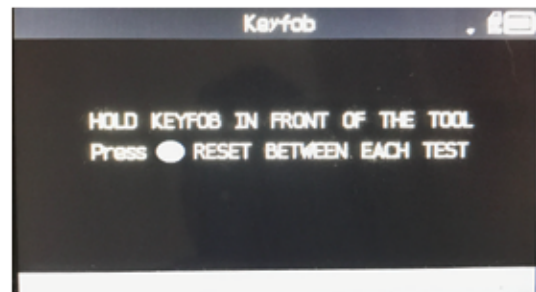 Keyfob
HOLD KEYFOB IN FRONT OF THE TOOL
Press RESET BETWEEN EACH TEST